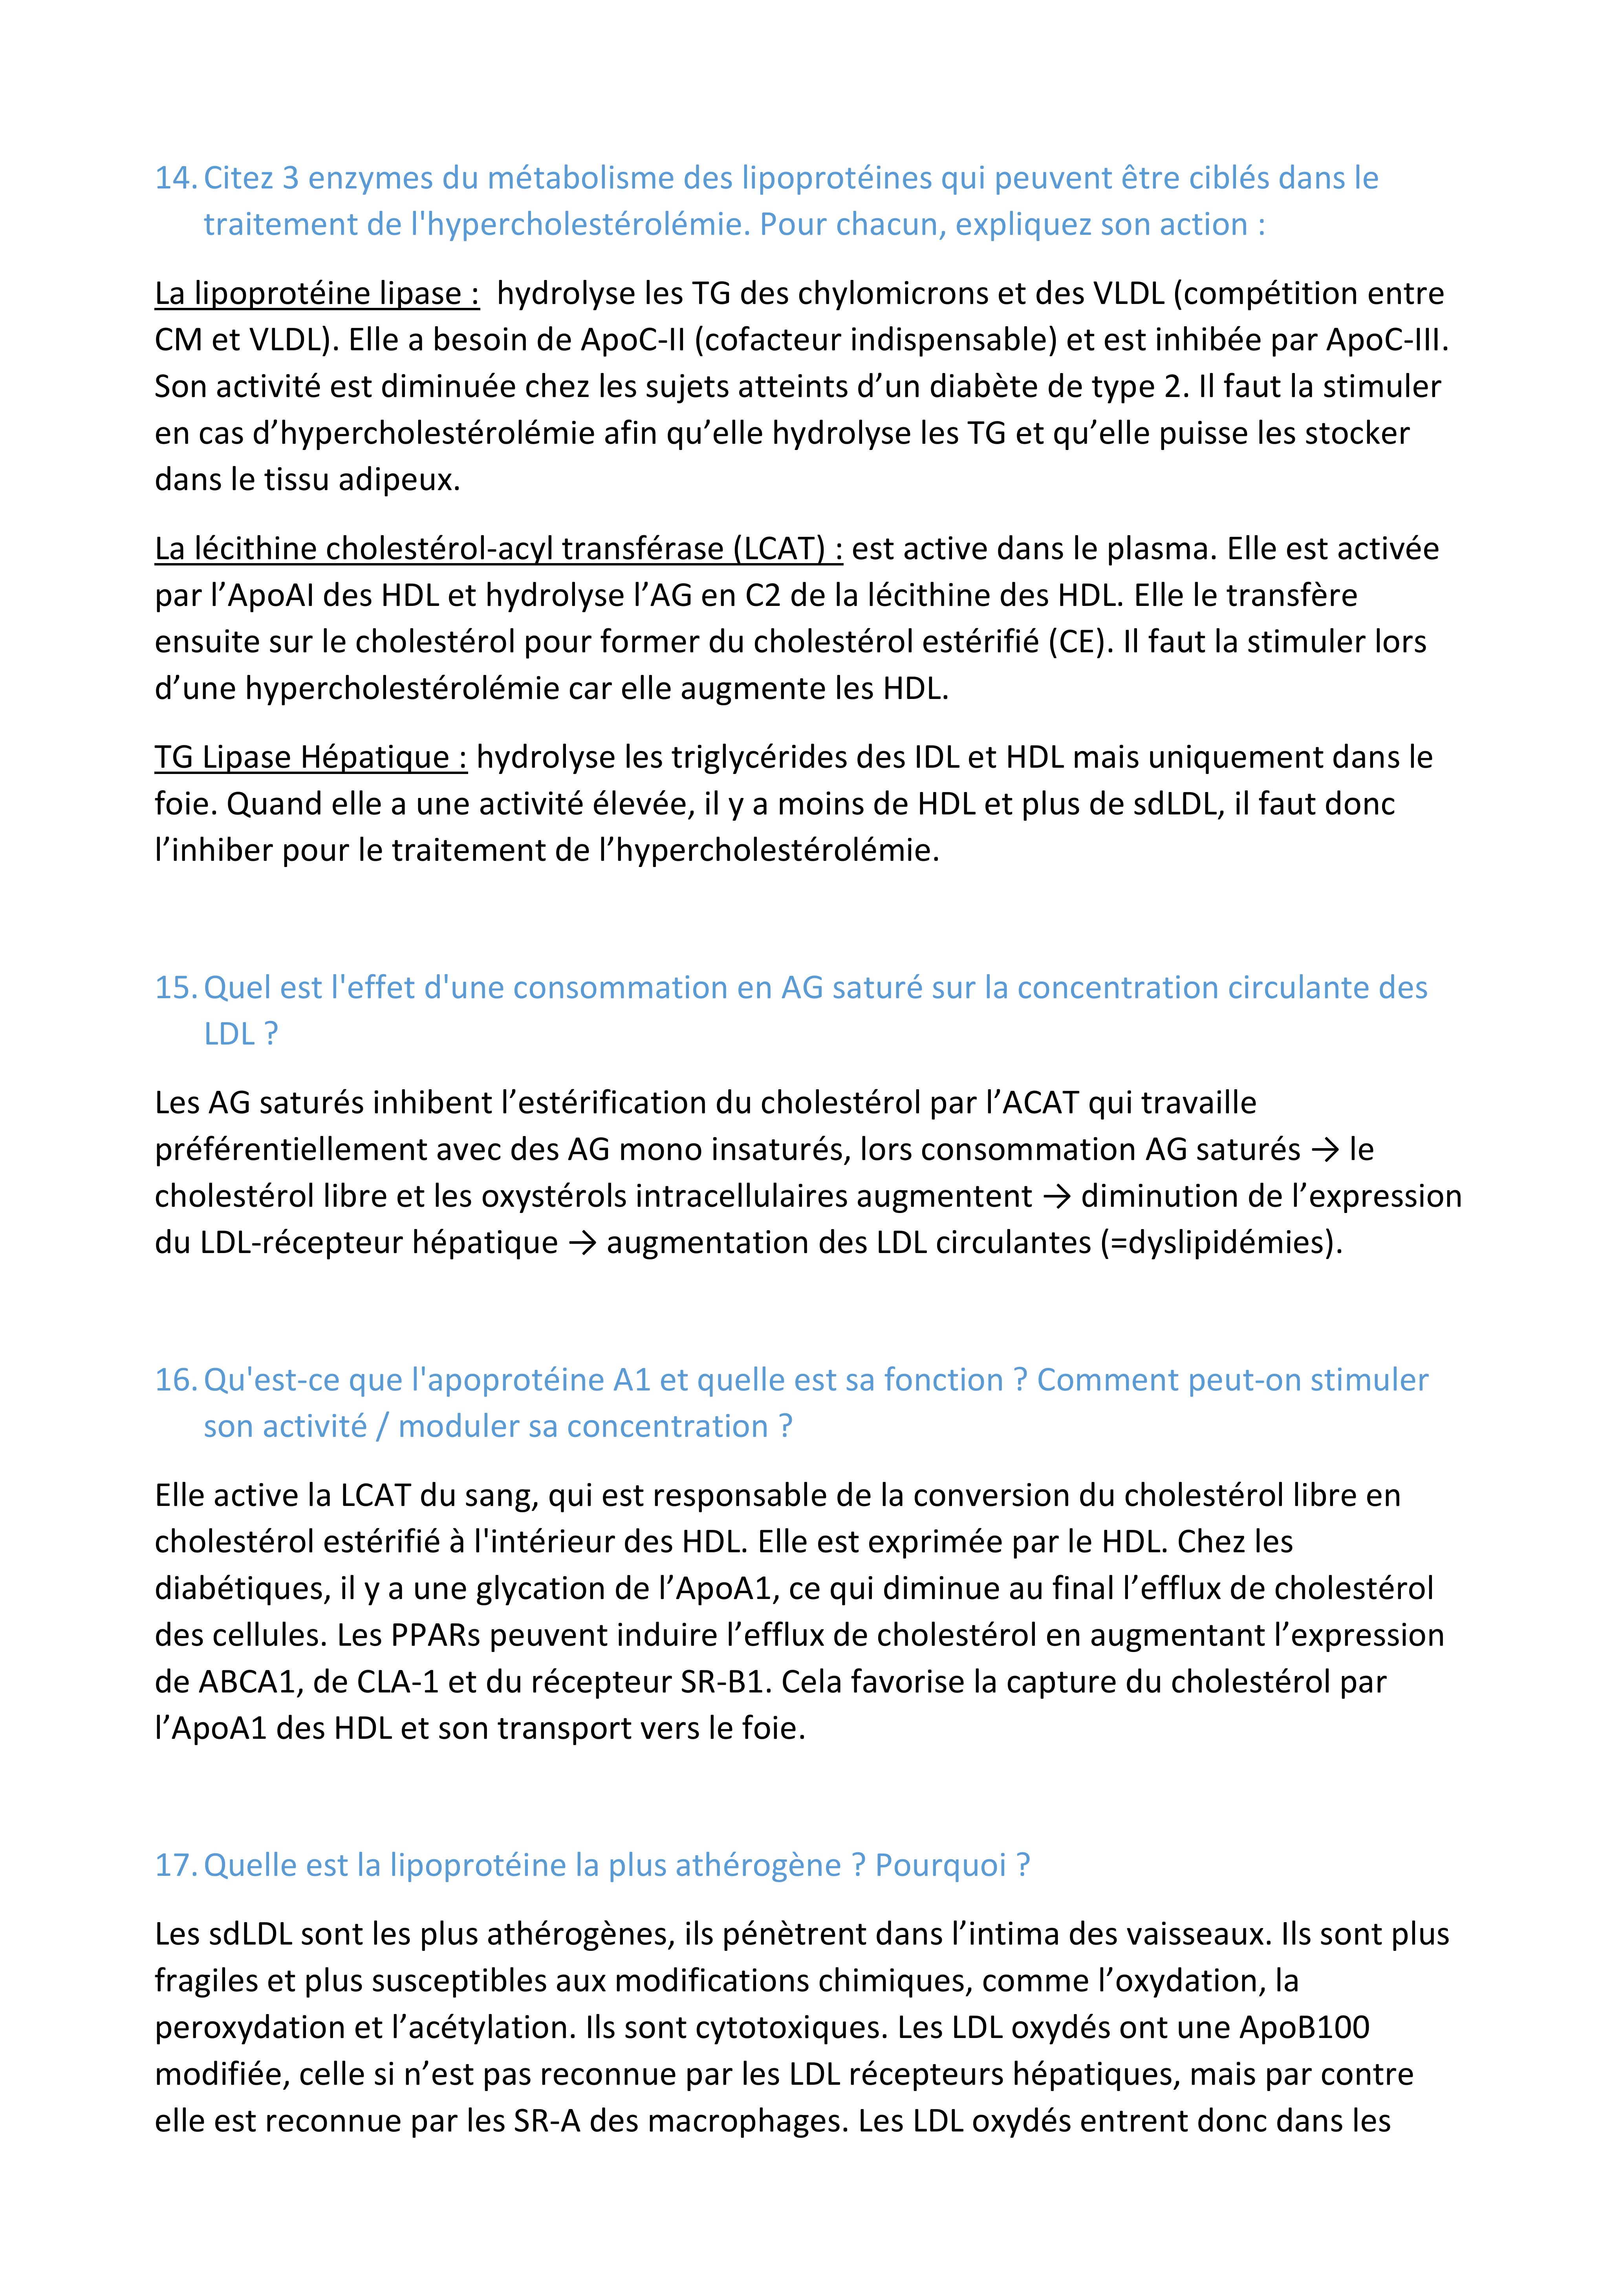 14. Citez 3 enzymes du métabolisme des lipoprotéines qui peuvent être ciblés dans le
traitement de l'hypercholestérolémie. Pour chacun, expliquez son action :
La lipoprotéine lipase :  hydrolyse les TG des chylomicrons et des VLDL (compétition entre
CM et VLDL). Elle a besoin de ApoC-II (cofacteur indispensable) et est inhibée par ApoC-III.
Son activité est diminuée chez les sujets atteints d’un diabète de type 2. Il faut la stimuler
en cas d’hypercholestérolémie afin qu’elle hydrolyse les TG et qu’elle puisse les stocker
dans le tissu adipeux.
La lécithine cholestérol-acyl transférase (LCAT) : est active dans le plasma. Elle est activée
par l’ApoAI des HDL et hydrolyse l’AG en C2 de la lécithine des HDL. Elle le transfère
ensuite sur le cholestérol pour former du cholestérol estérifié (CE). Il faut la stimuler lors
d’une hypercholestérolémie car elle augmente les HDL.
TG Lipase Hépatique : hydrolyse les triglycérides des IDL et HDL mais uniquement dans le
foie. Quand elle a une activité élevée, il y a moins de HDL et plus de sdLDL, il faut donc
l’inhiber pour le traitement de l’hypercholestérolémie.
15. Quel est l'effet d'une consommation en AG saturé sur la concentration circulante des
LDL ?
Les AG saturés inhibent l’estérification du cholestérol par l’ACAT qui travaille
préférentiellement avec des AG mono insaturés, lors consommation AG saturés → le
cholestérol libre et les oxystérols intracellulaires augmentent → diminution de l’expression
du LDL-récepteur hépatique → augmentation des LDL circulantes (=dyslipidémies).
16. Qu'est-ce que l'apoprotéine A1 et quelle est sa fonction ? Comment peut-on stimuler
son activité / moduler sa concentration ?
Elle active la LCAT du sang, qui est responsable de la conversion du cholestérol libre en
cholestérol estérifié à l'intérieur des HDL. Elle est exprimée par le HDL. Chez les
diabétiques, il y a une glycation de l’ApoA1, ce qui diminue au final l’efflux de cholestérol
des cellules. Les PPARs peuvent induire l’efflux de cholestérol en augmentant l’expression
de ABCA1, de CLA-1 et du récepteur SR-B1. Cela favorise la capture du cholestérol par
l’ApoA1 des HDL et son transport vers le foie.
17. Quelle est la lipoprotéine la plus athérogène ? Pourquoi ?
Les sdLDL sont les plus athérogènes, ils pénètrent dans l’intima des vaisseaux. Ils sont plus
fragiles et plus susceptibles aux modifications chimiques, comme l’oxydation, la
peroxydation et l’acétylation. Ils sont cytotoxiques. Les LDL oxydés ont une ApoB100
modifiée, celle si n’est pas reconnue par les LDL récepteurs hépatiques, mais par contre
elle est reconnue par les SR-A des macrophages. Les LDL oxydés entrent donc dans les